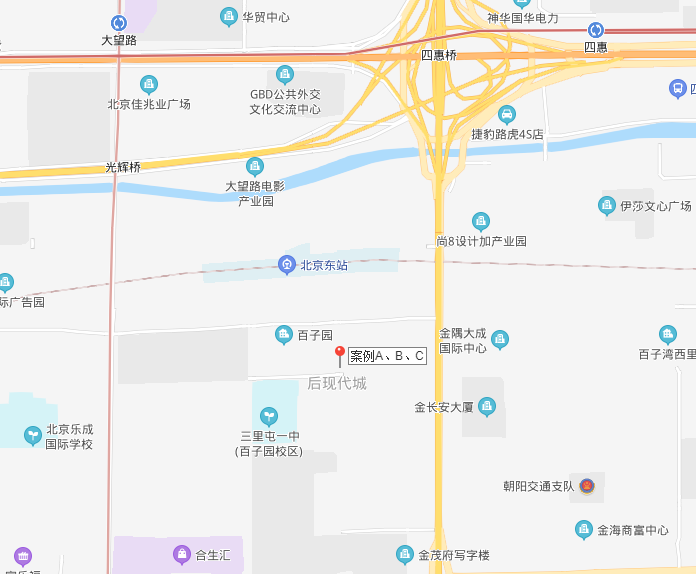 华贸中心
神华国华电力
大望路
四惠
四惠桥
北京佳兆业广场
GBD公共外交
文化交流中心
捷豹路虎4S店
光辉桥
大望路电影
产业园
伊莎文心广场
尚8设计加产业园
北京东站
际广告园
百子园
金隅大成
国际中心
百子湾西里
案例A、B、C
后现代城
金长安大厦
北京乐成
国际学校
三里屯一中
(百子园校区)
朝阳交通支队
金海商富中心
合生汇
金茂府写字楼